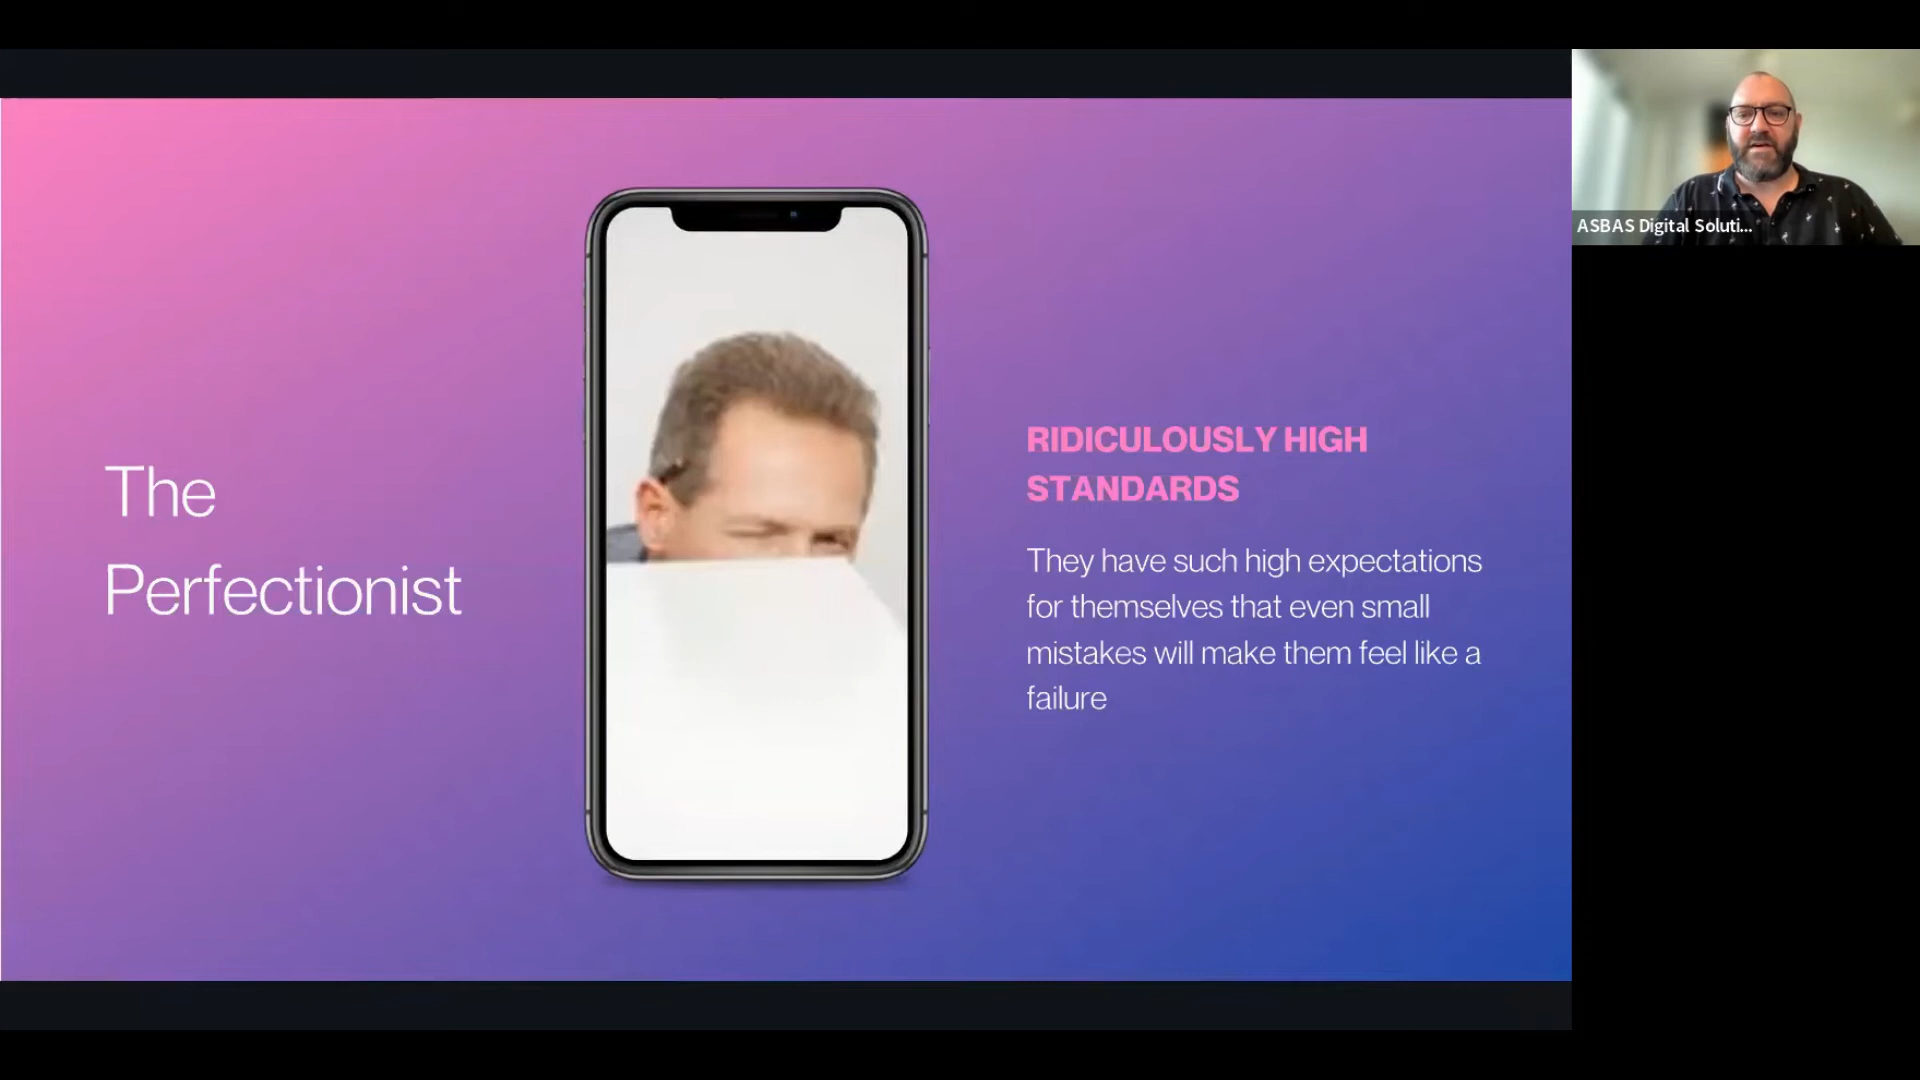 The
Perfectionist
RIDICULOUSLY HIGH
STANDARDS
They have such high expectations
for themselves that even small
mistakes will make them feel like a
failure
ASBAS Digital Soluti...